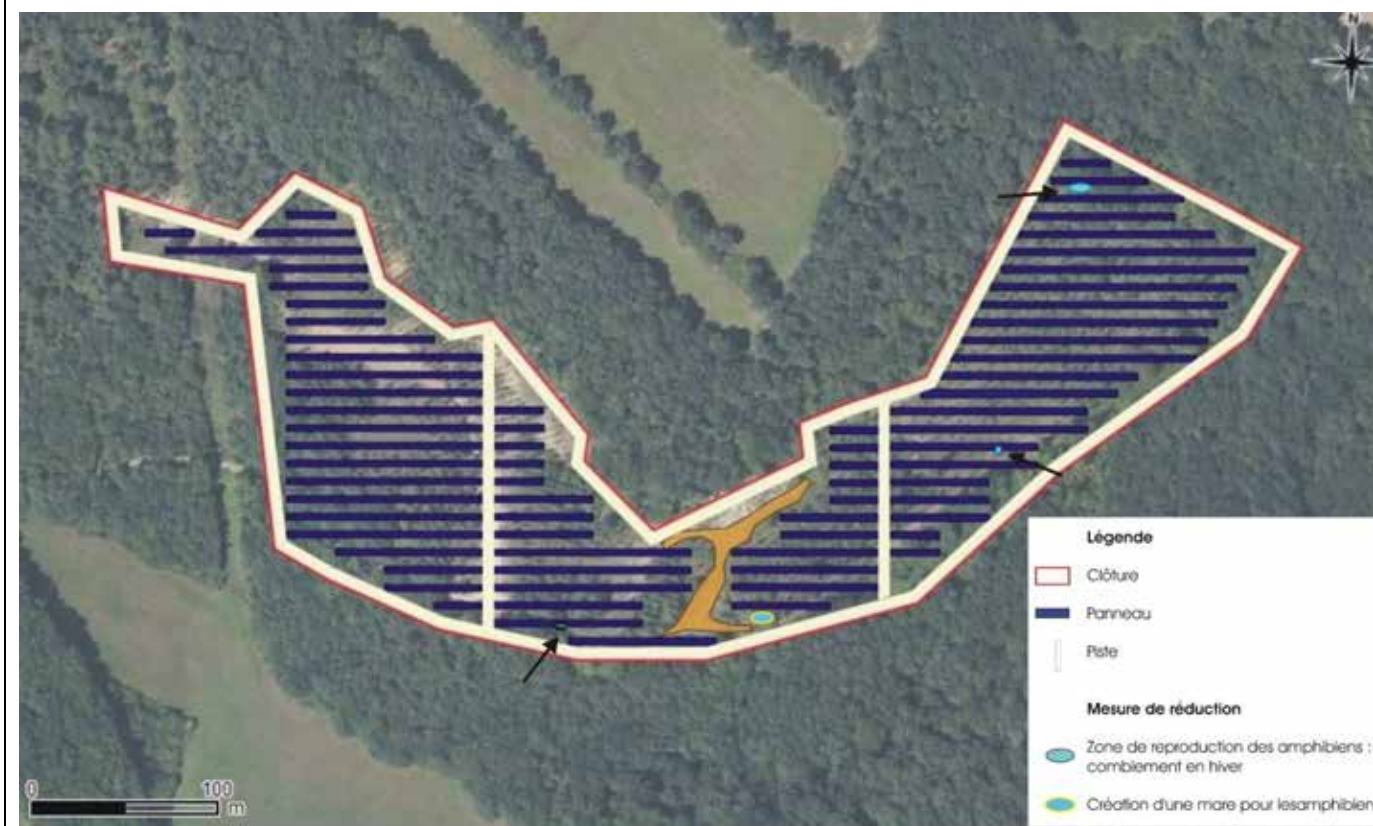 N
Légende
Clôture
Panneau
Piste
Mesure de réduction
Zone de reproduction des amphibiens :
comblement en hiver
Création d'une mare pour lesamphibien
0 100
m